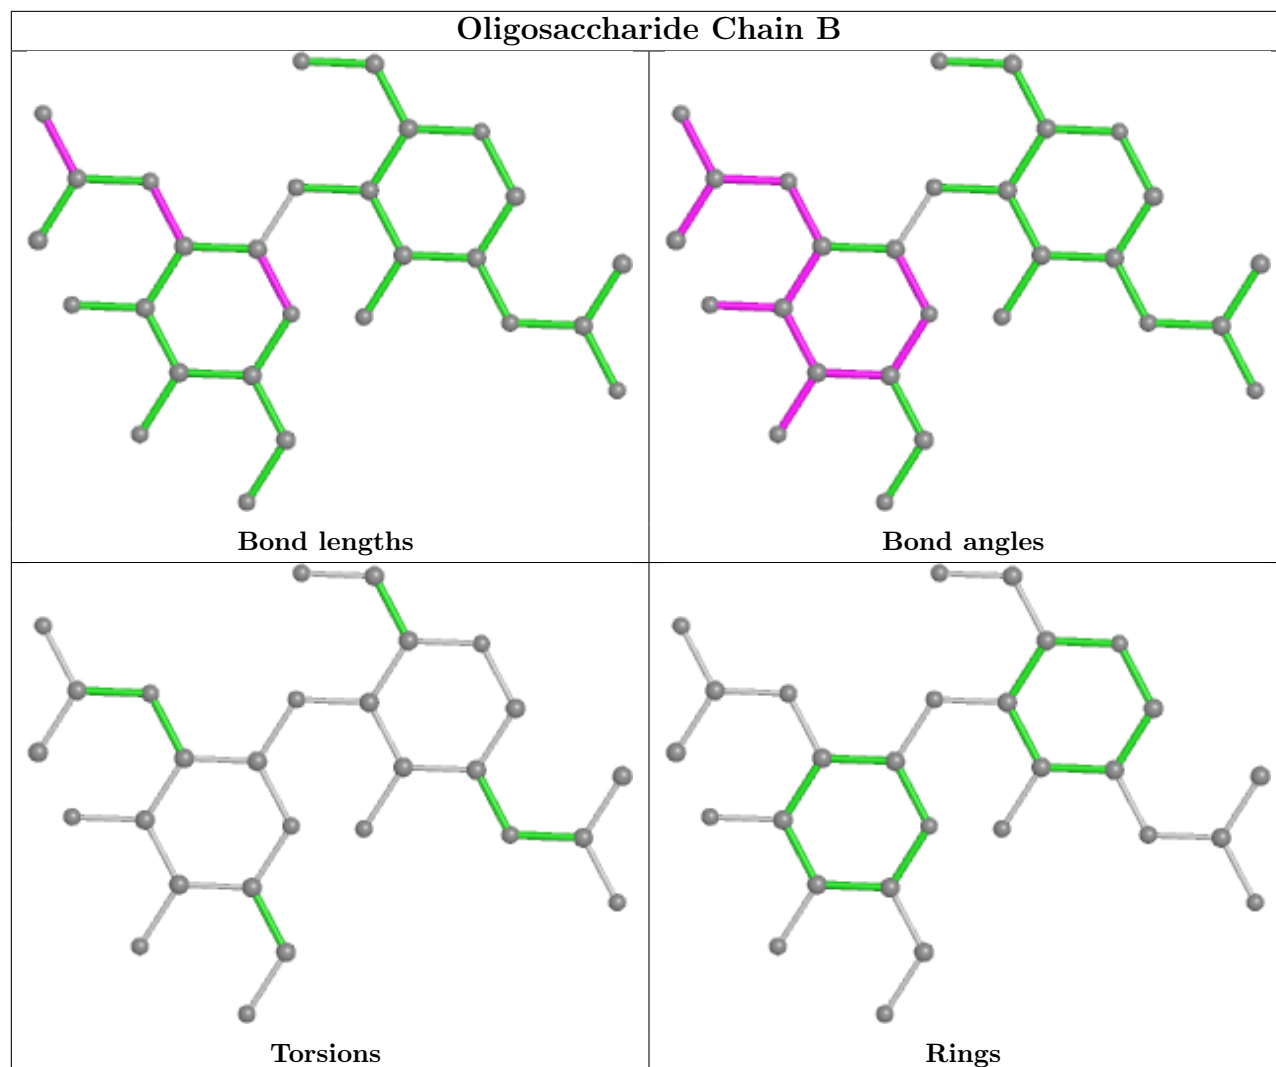 Oligosaccharide Chain B
Bond lengths
Bond angles
Torsions
Rings